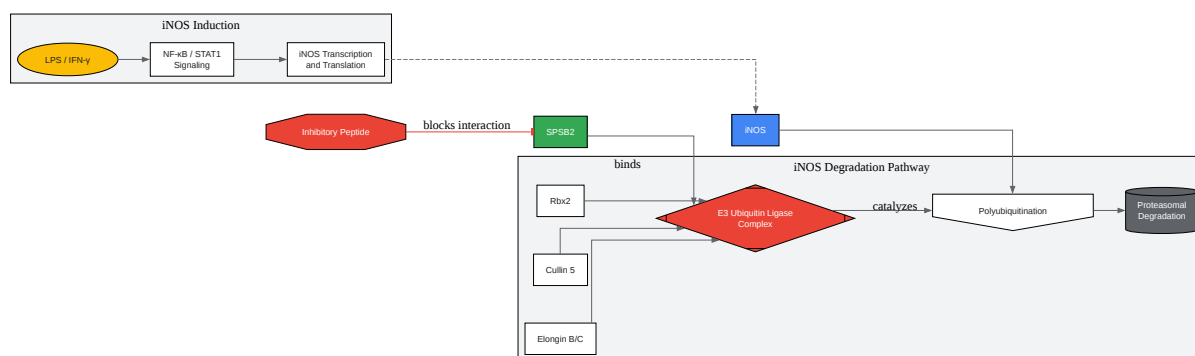 iNOS Induction
LPS / IFN-γ
NF-κB / STAT1
Signaling
iNOS Transcription
and Translation
Inhibitory Peptide
blocks interaction
SPSB2
iNOS
binds
iNOS Degradation Pathway
Rbx2
E3 Ubiquitin Ligase
Complex
catalyzes
Polyubiquitination
Proteasomal
Degradation
Cullin 5
Elongin B/C